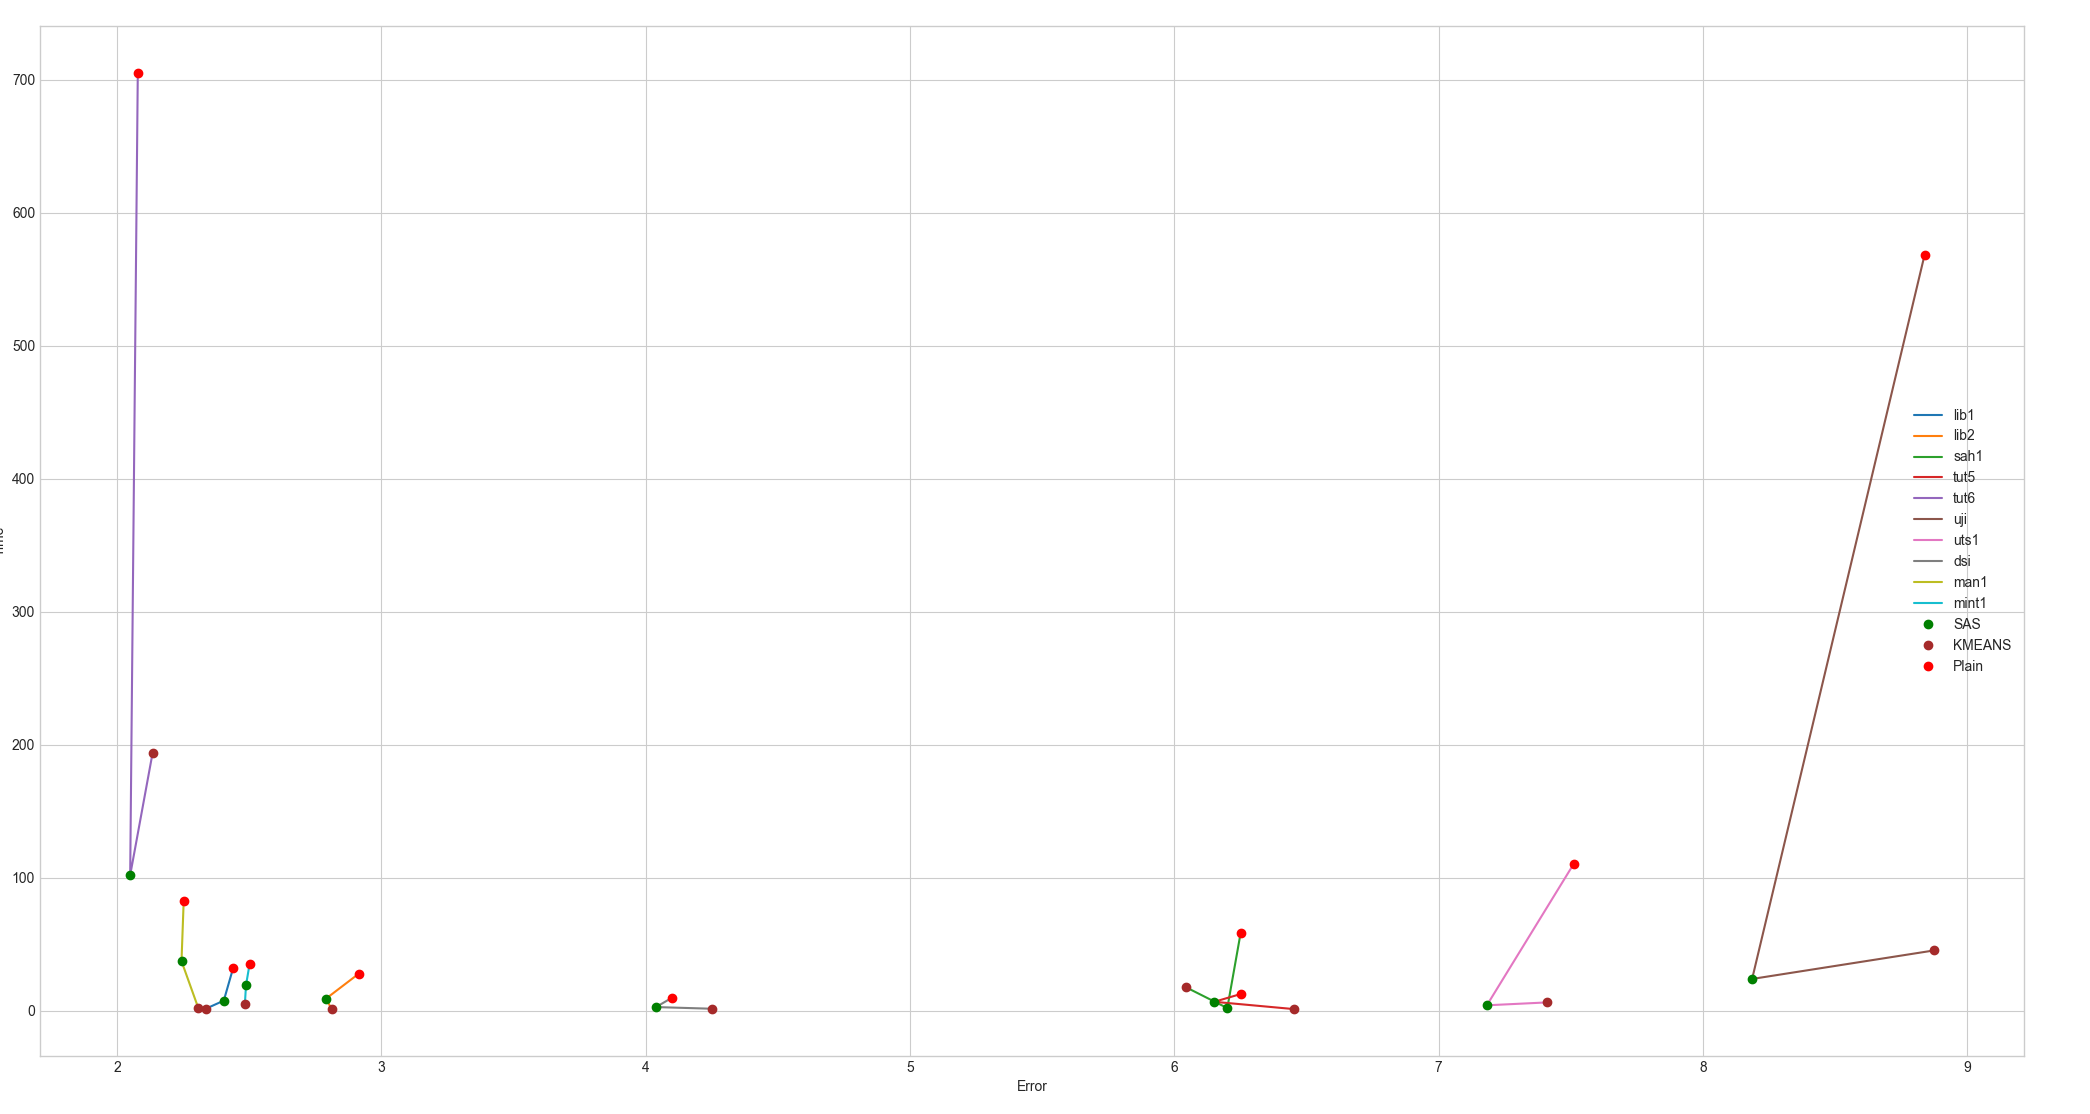 700
600
500
400
300
200
100
0
2 3 4 5 6 7 8 9
Error
lib1
lib2
sah1
tut5
tut6
uji
uts1
dsi
man1
mint1
SAS
KMEANS
Plain